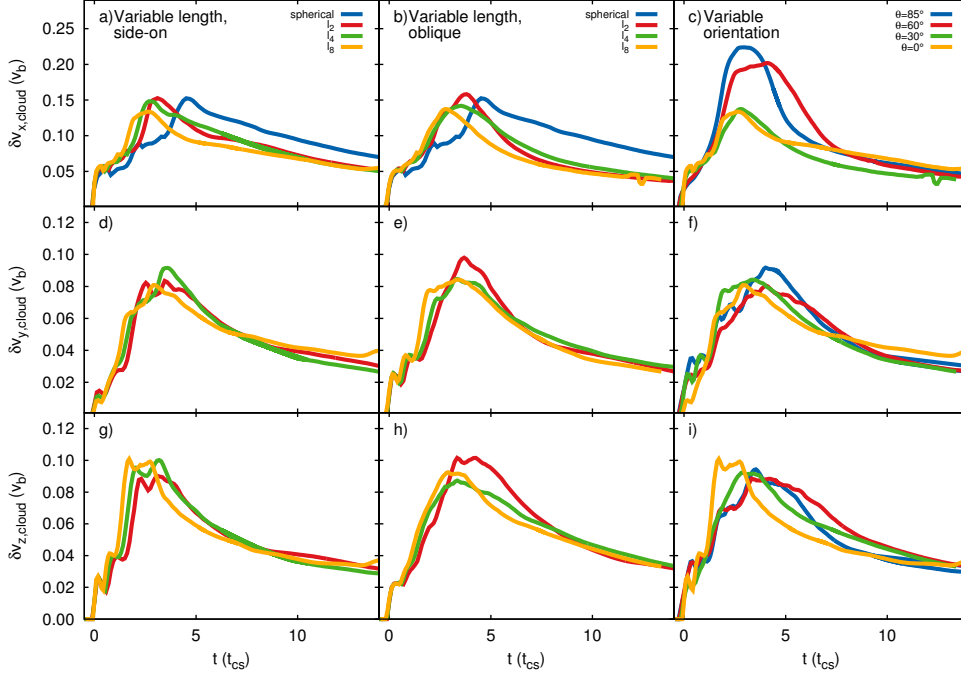 a) Variable length,
side-on
spherical
l2
l4
l8
b) Variable length,
oblique
spherical
l2
l4
l8
c) Variable
orientation
θ=85°
θ=60°
θ=30°
θ=0°
δvx,cloud (vb)
0.25
0.20
0.15
0.10
0.05
d)
e)
f)
δvy,cloud (vb)
0.12
0.10
0.08
0.06
0.04
0.02
g)
h)
i)
δvz,cloud (vb)
0.12
0.10
0.08
0.06
0.04
0.02
0.00
0 5 10 0 5 10 0 5 10
t (tcs) t (tcs) t (tcs)